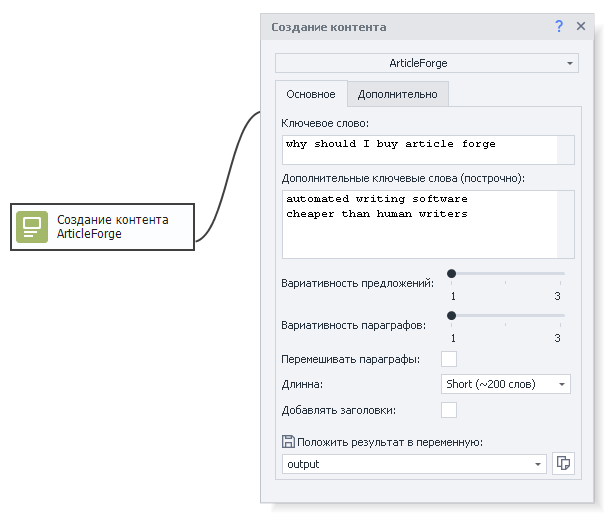 Создание контента
ArticleForge
Создание контента
?
ArticleForge
Основное
Дополнительно
Ключевое слово:
why should I buy article forge
Дополнительные ключевые слова (построчно):
automated writing software
cheaper than human writers
Вариативность предложений:
1 3
Вариативность параграфов:
1 3
Перемешивать параграфы:
Длинна: Short (~200 слов)
Добавлять заголовки:
Положить результат в переменную:
output